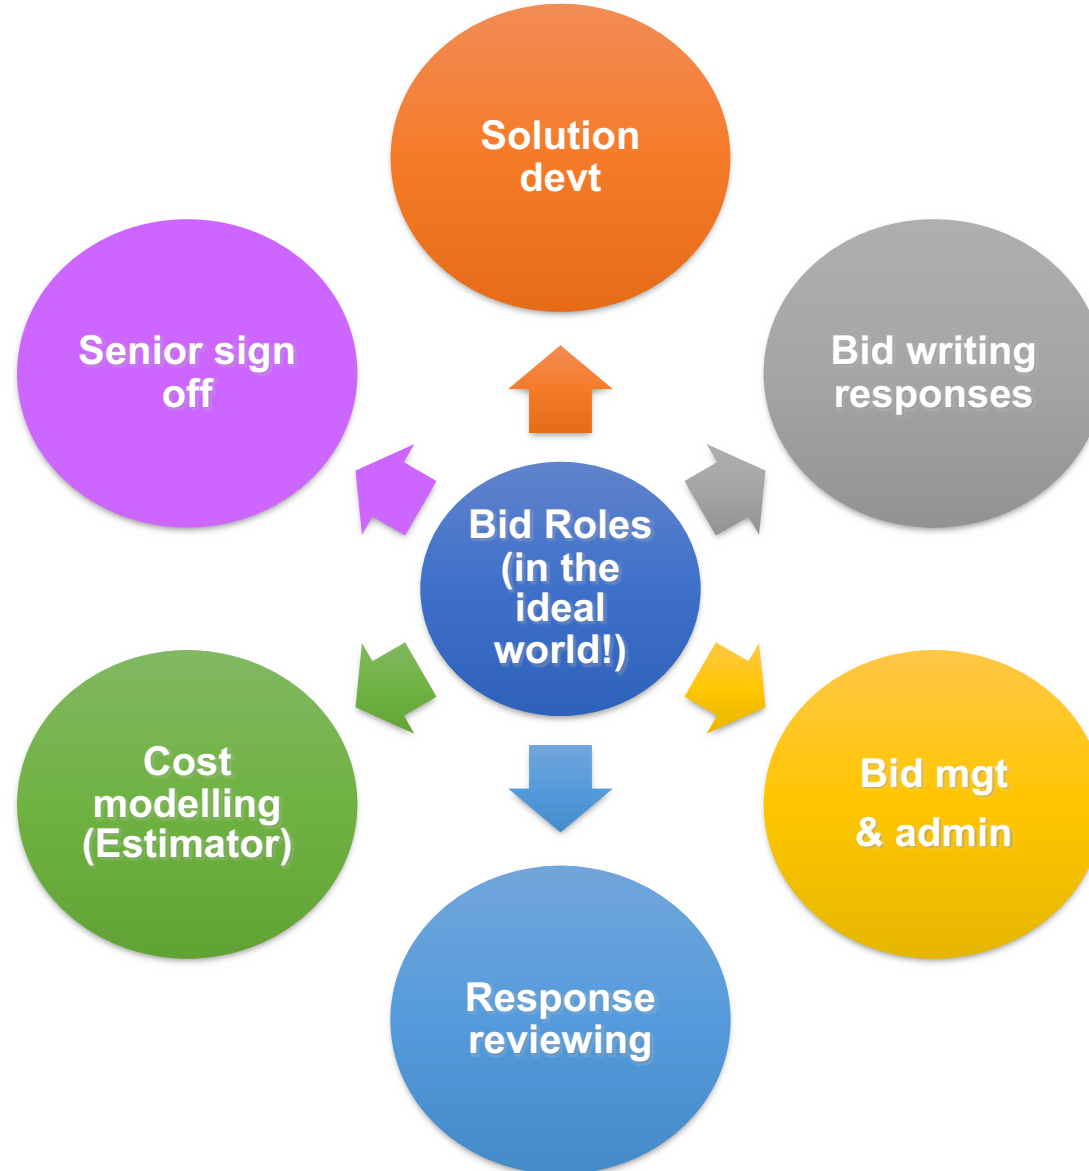 Solution
devt
Senior sign
off
Bid writing
responses
Bid Roles
(in the
ideal
world!)
Cost
modelling
(Estimator)
Bid mgt
& admin
Response
reviewing